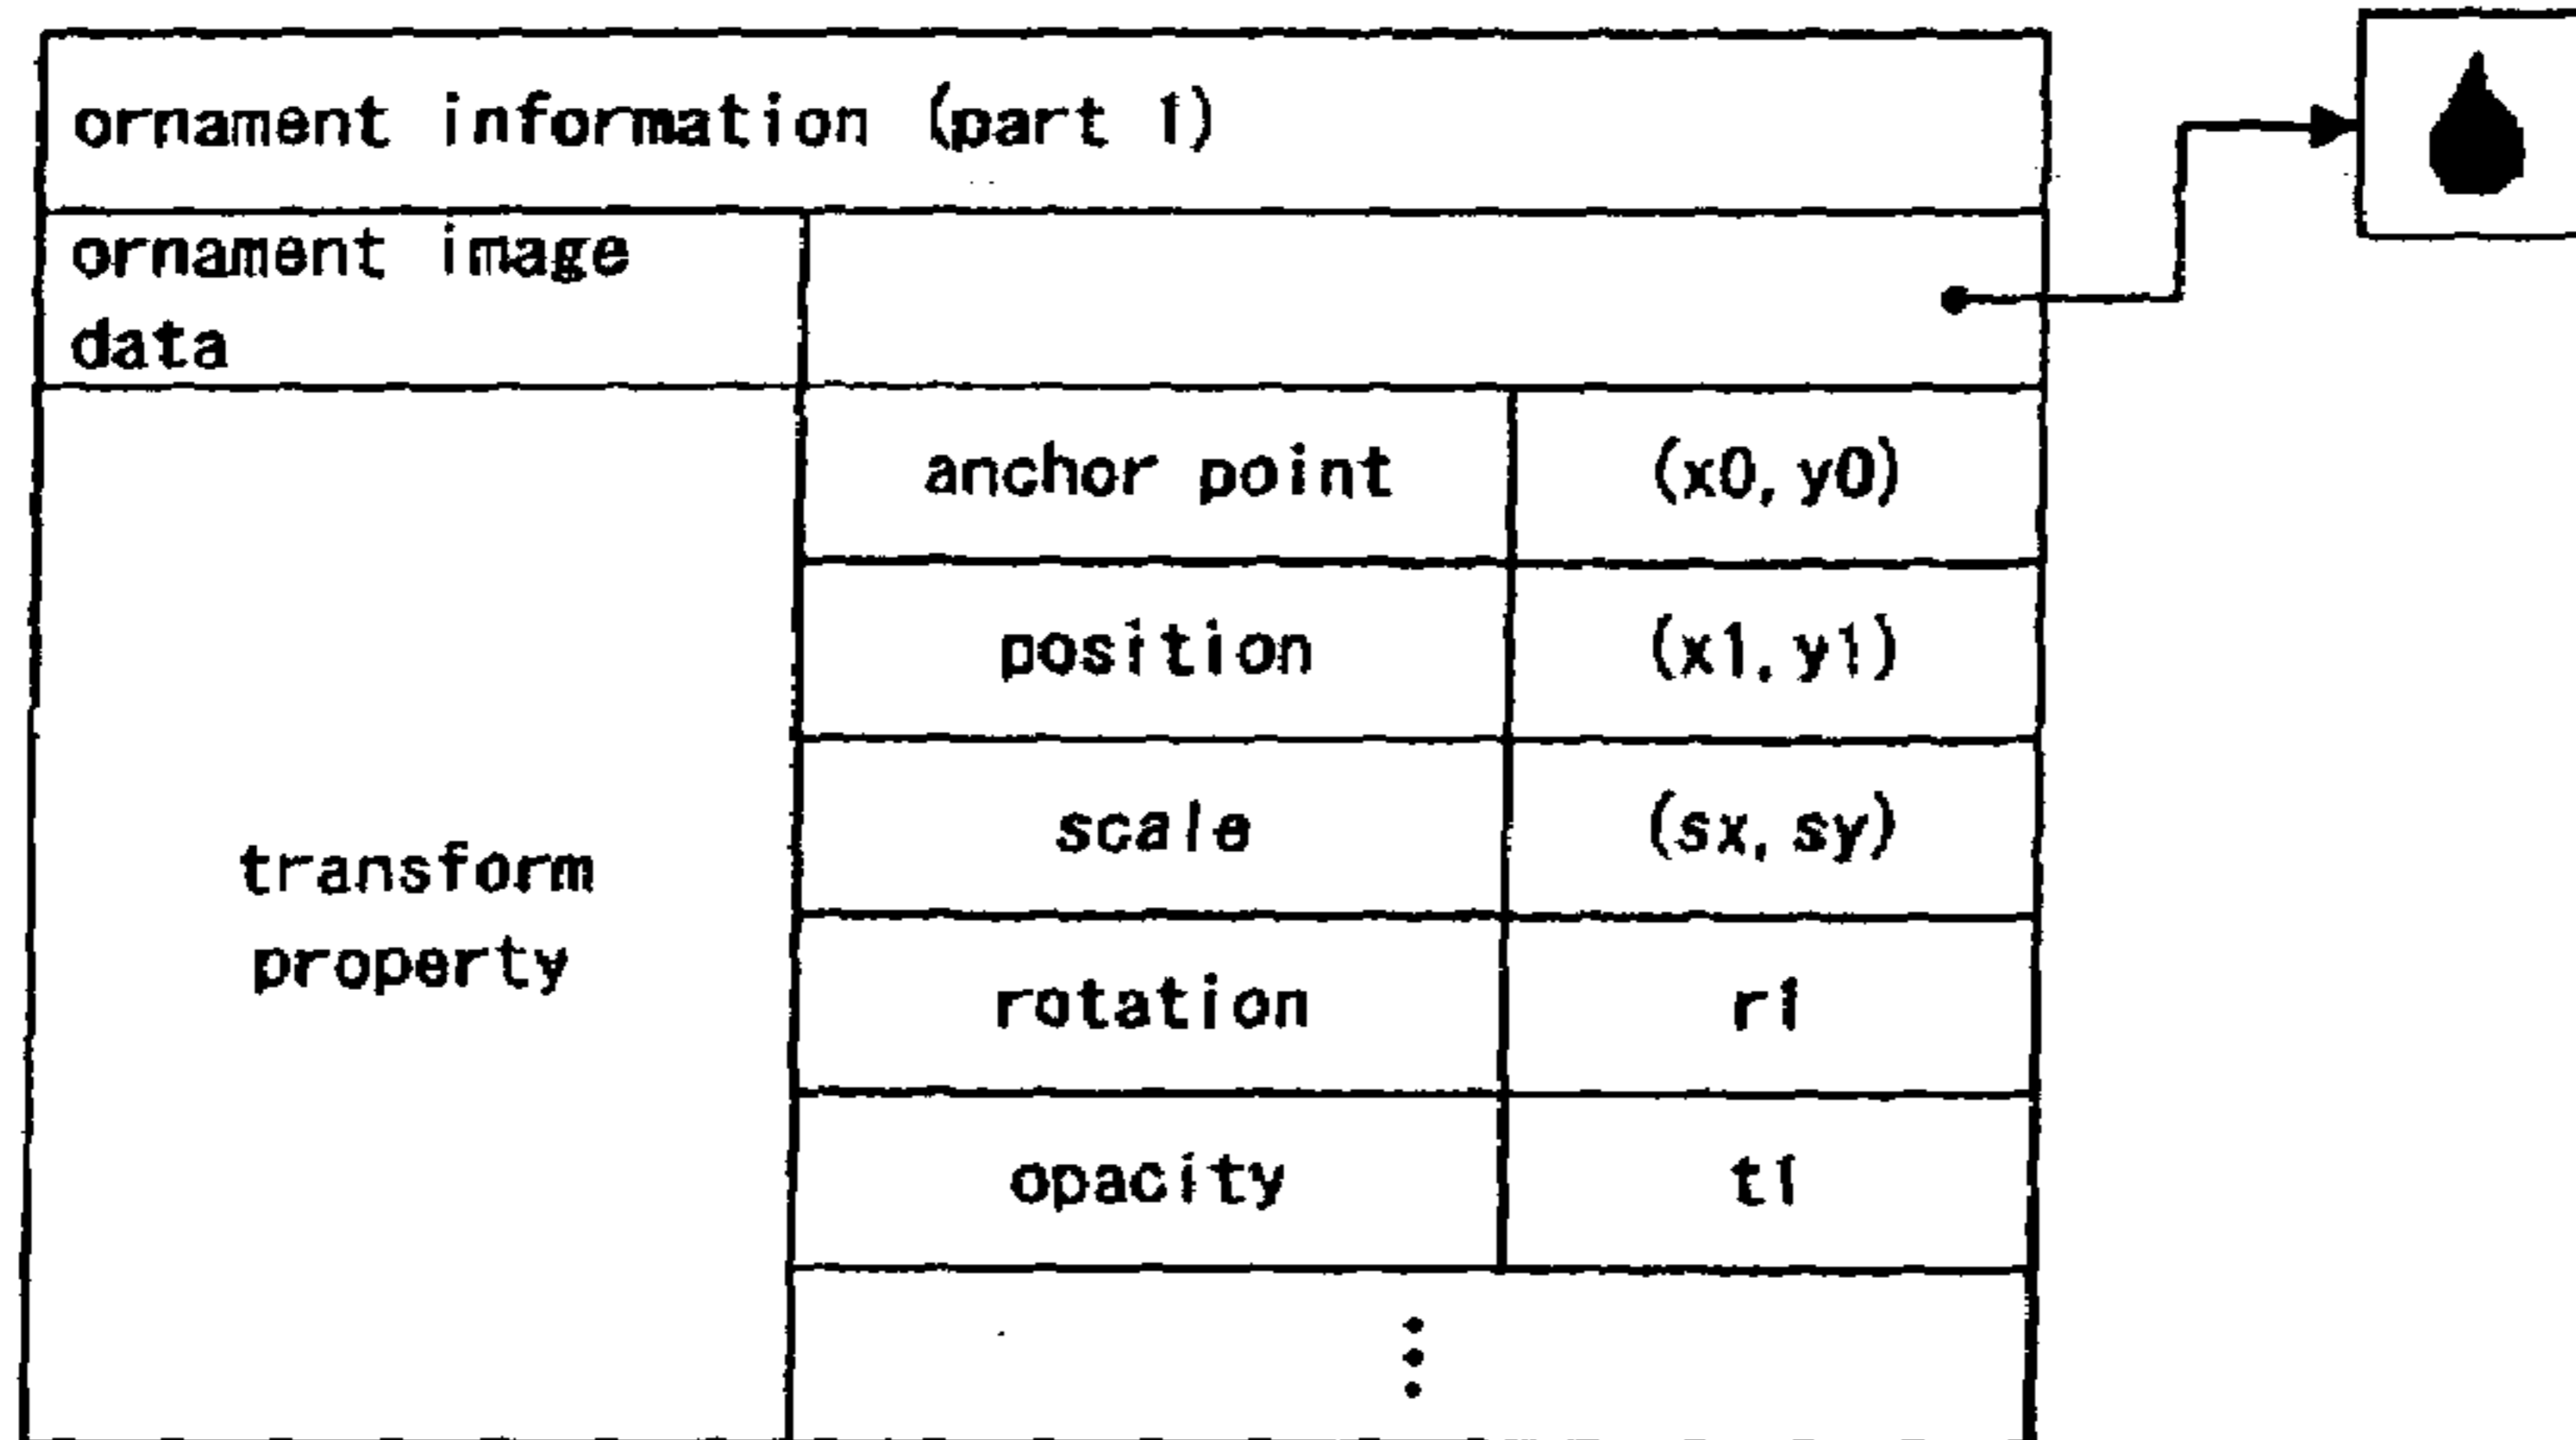 ornament information (part 1)
ornament image
data
anchor point (x0, y0)
position (x1, y1)
scale (sx, sy)
transform
property
rotation r1
opacity t1